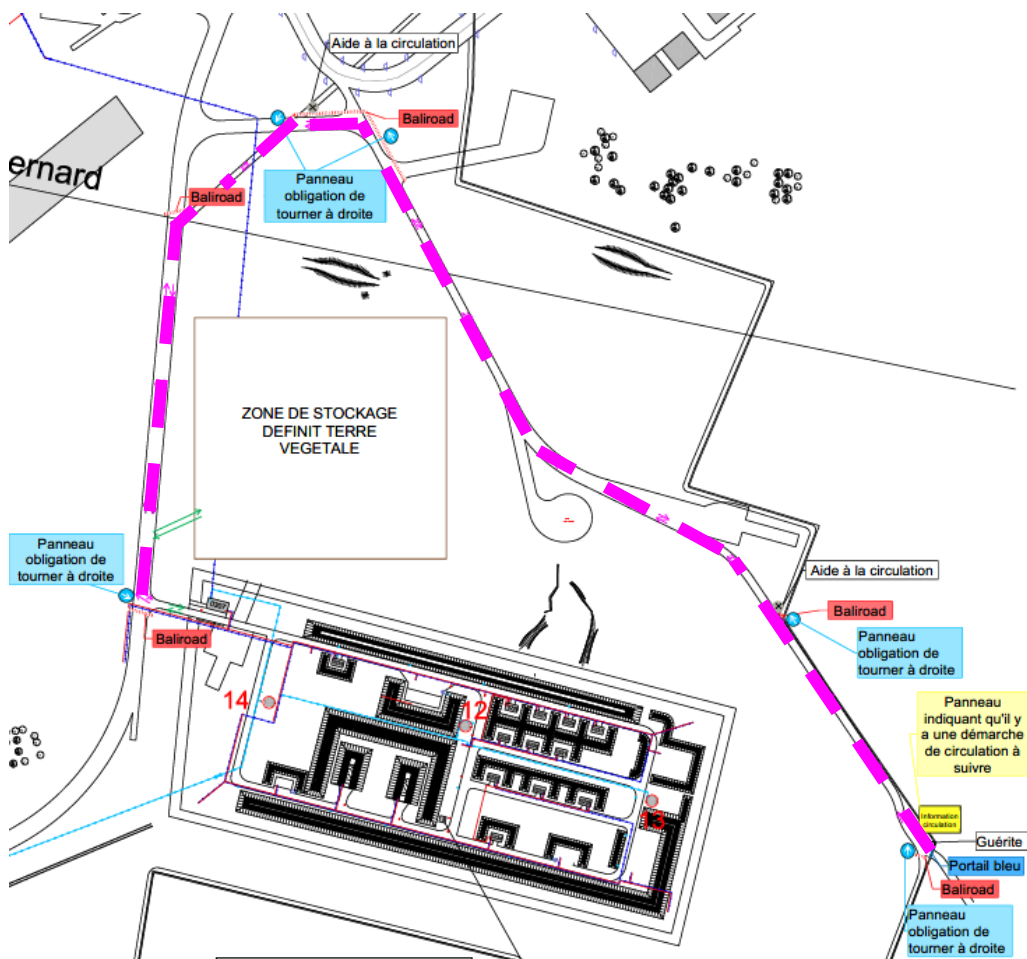 Aide à la circulation
Baliroad
ernard
Panneau
obligation de
tourner à droite
Baliroad
ZONE DE STOCKAGE
DEFINIT TERRE
VEGETALE
Panneau
obligation de
tourner à droite
Aide à la circulation
Baliroad
Baliroad
Panneau
obligation de
tourner à droite
14
12
13
Panneau
indiquant qu'il y
a une démarche
de circulation à
suivre
Information
circulation
Guérite
Portail bleu
Baliroad
Panneau
obligation de
tourner à droite